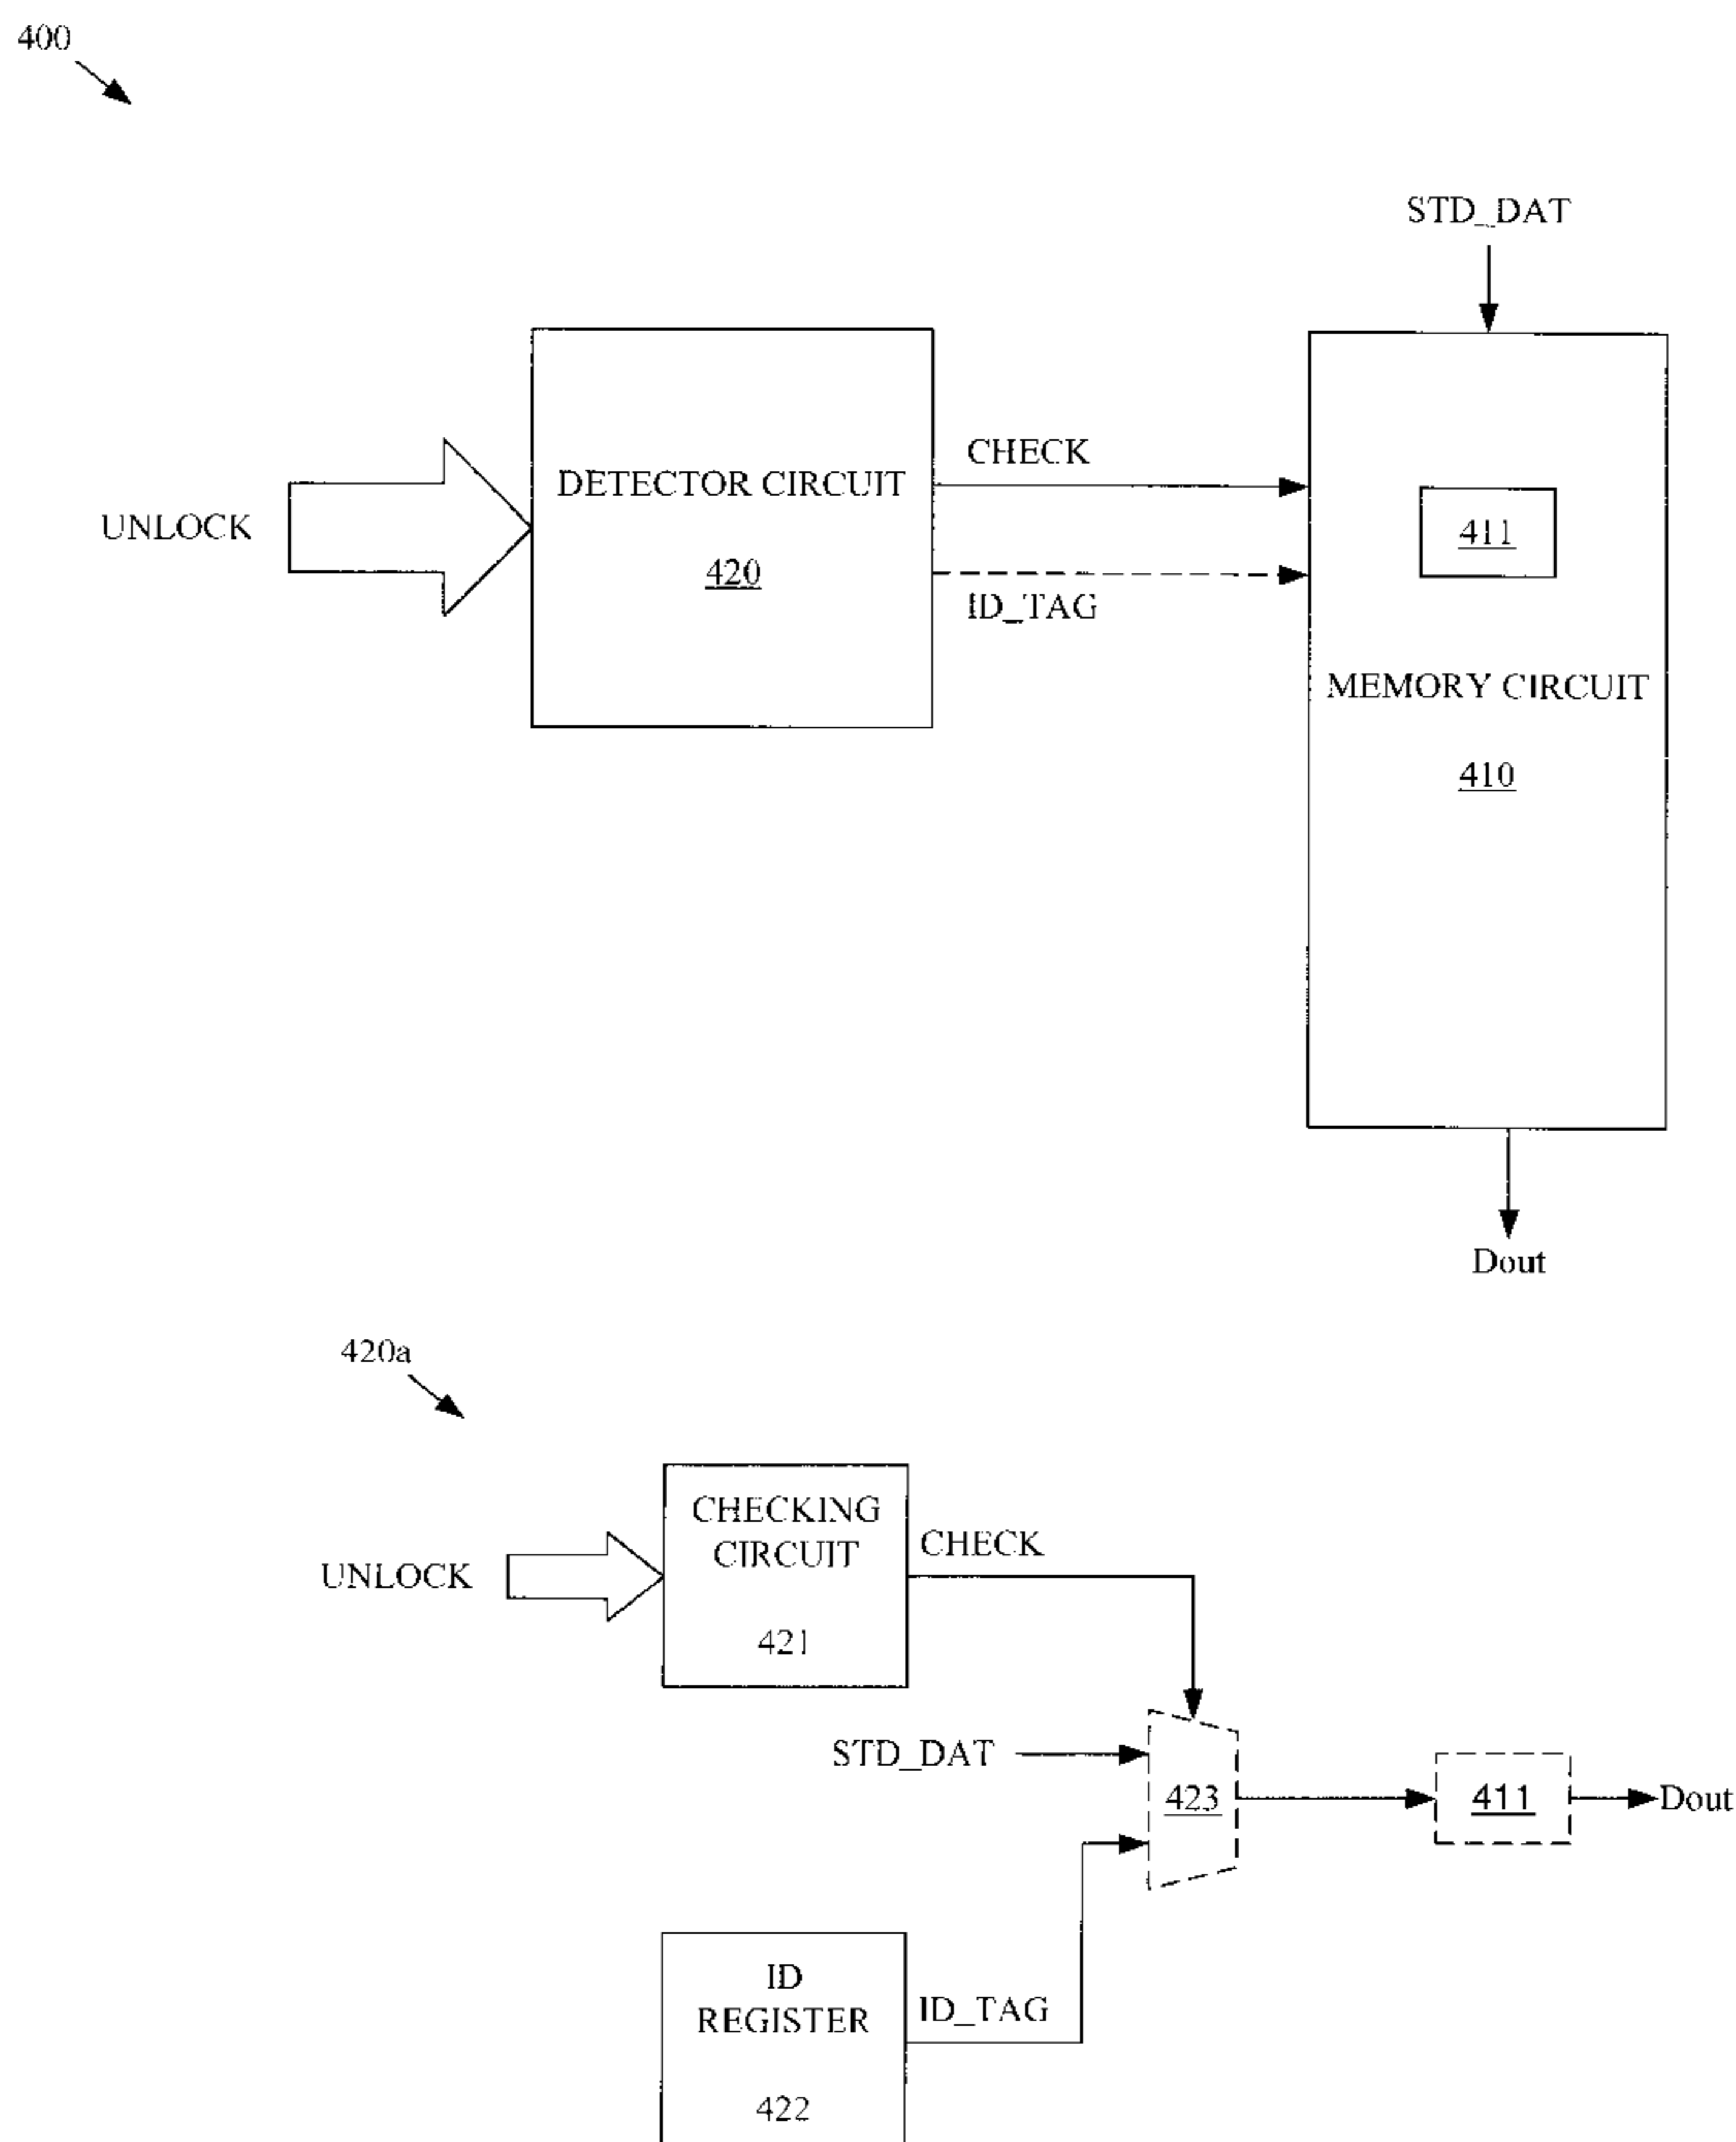 400
STD_DAT
UNLOCK
DETECTOR CIRCUIT
420
CHECK
ID_TAG
411
MEMORY CIRCUIT
410
Dout
420a
UNLOCK
CHECKING
CIRCUIT
421
CHECK
STD_DAT
423
411
Dout
ID
REGISTER
422
ID_TAG